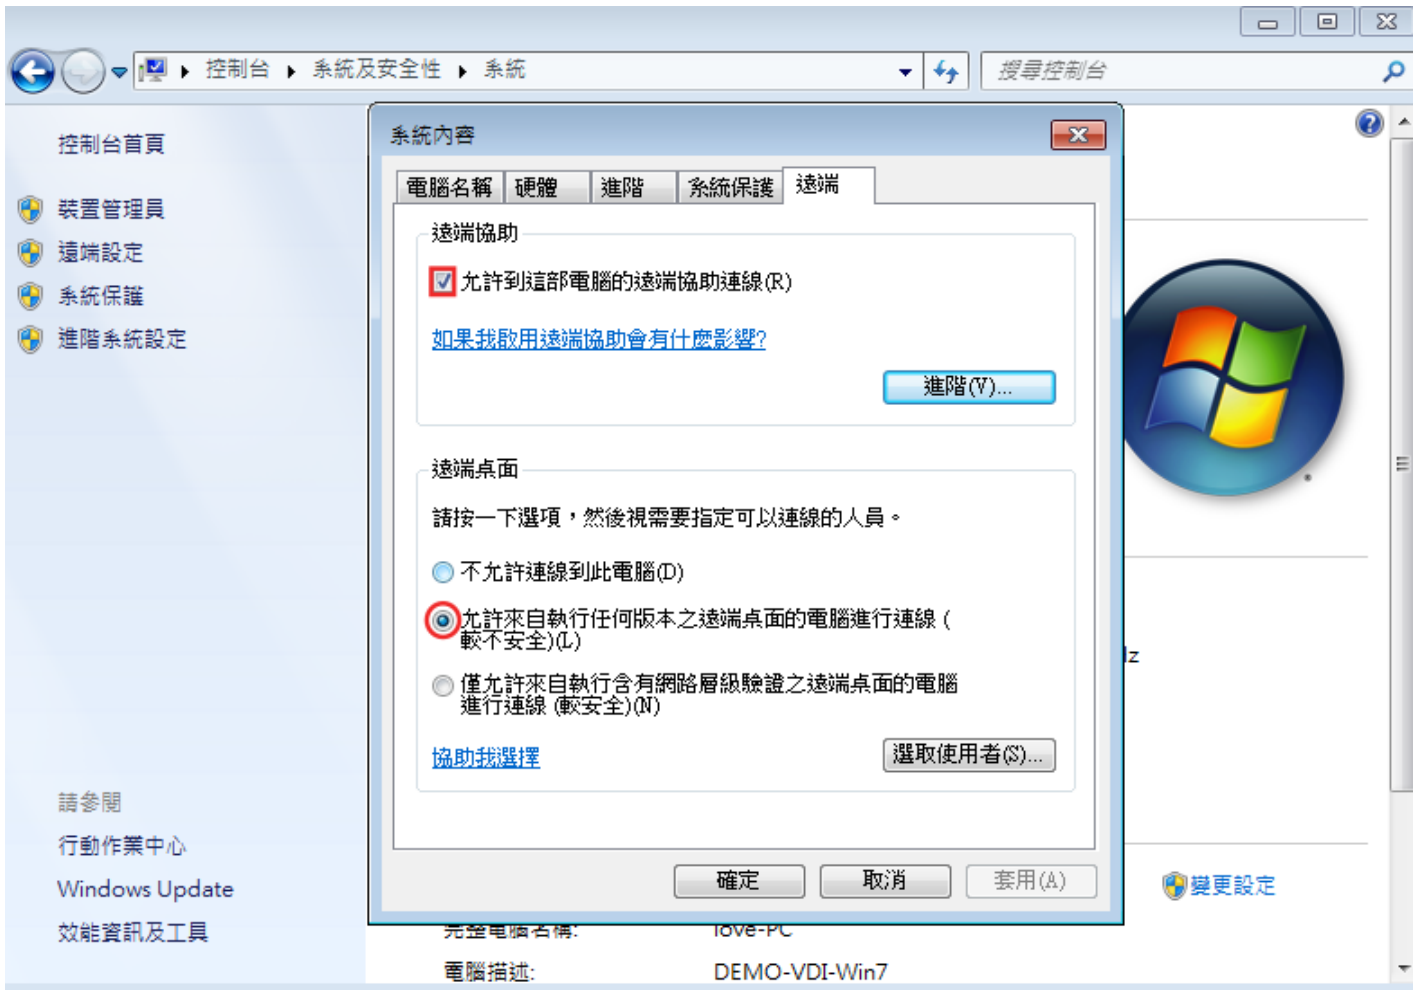 控制台 系統及安全性 系統
搜尋控制台
控制台首頁
裝置管理員
遠端設定
系統保護
進階系統設定
請參閱
行動作業中心
Windows Update
效能資訊及工具
系統內容
電腦名稱 硬體 進階 系統保護 遠端
遠端協助
允許到這部電腦的遠端協助連線(R)
如果我啟用遠端協助會有什麼影響?
進階(V)...
遠端桌面
請按一下選項，然後視需要指定可以連線的人員。
不允許連線到此電腦(D)
允許來自執行任何版本之遠端桌面的電腦進行連線 (
較不安全)(L)
僅允許來自執行含有網路層級驗證之遠端桌面的電腦
進行連線 (較安全)(N)
協助我選擇
選取使用者(S)...
確定 取消 套用(A)
變更設定
完整電腦名稱: love-PC
電腦描述: DEMO-VDI-Win7